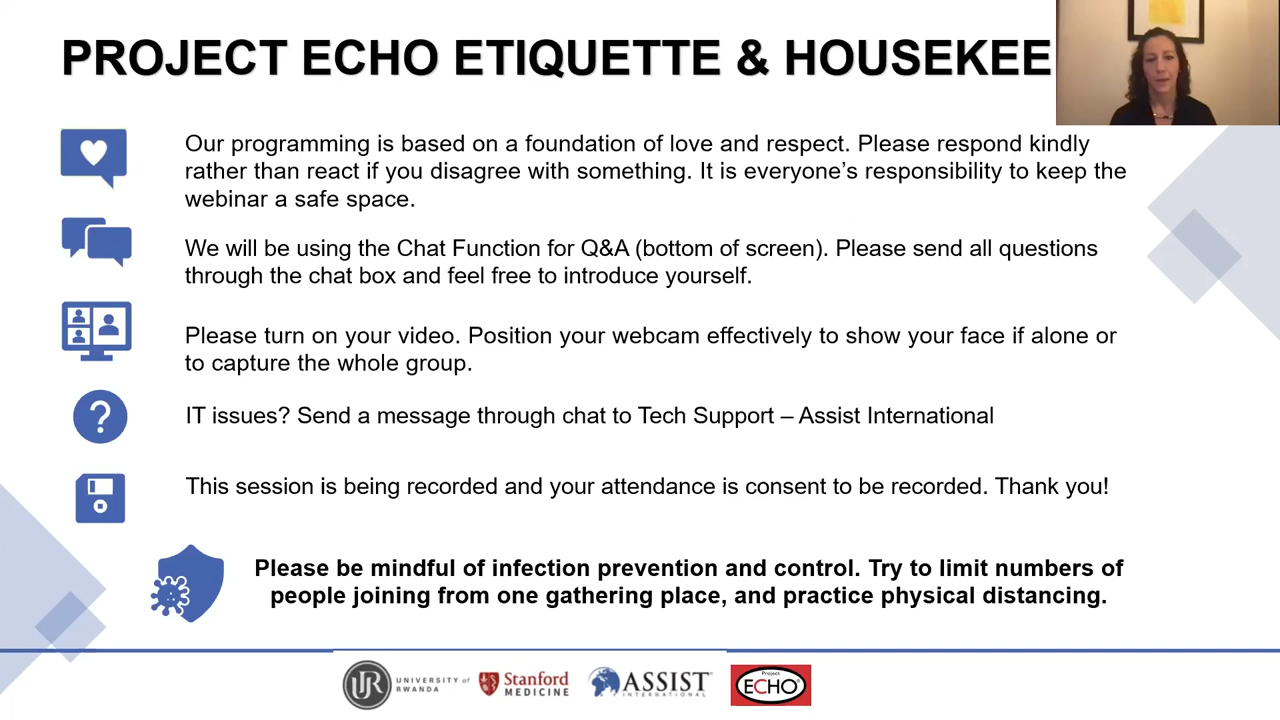 PROJECT ECHO ETIQUETTE & HOUSEKEE
Our programming is based on a foundation of love and respect. Please respond kindly
rather than react if you disagree with something. It is everyone’s responsibility to keep the
webinar a safe space.
We will be using the Chat Function for Q&A (bottom of screen). Please send all questions
through the chat box and feel free to introduce yourself.
Please turn on your video. Position your webcam effectively to show your face if alone or
to capture the whole group.
?
IT issues? Send a message through chat to Tech Support – Assist International
This session is being recorded and your attendance is consent to be recorded. Thank you!
Please be mindful of infection prevention and control. Try to limit numbers of
people joining from one gathering place, and practice physical distancing.
UR
UNIVERSITY of
RWANDA
Stanford
MEDICINE
ASSIST
INTERNATIONAL
Project
ECHO®